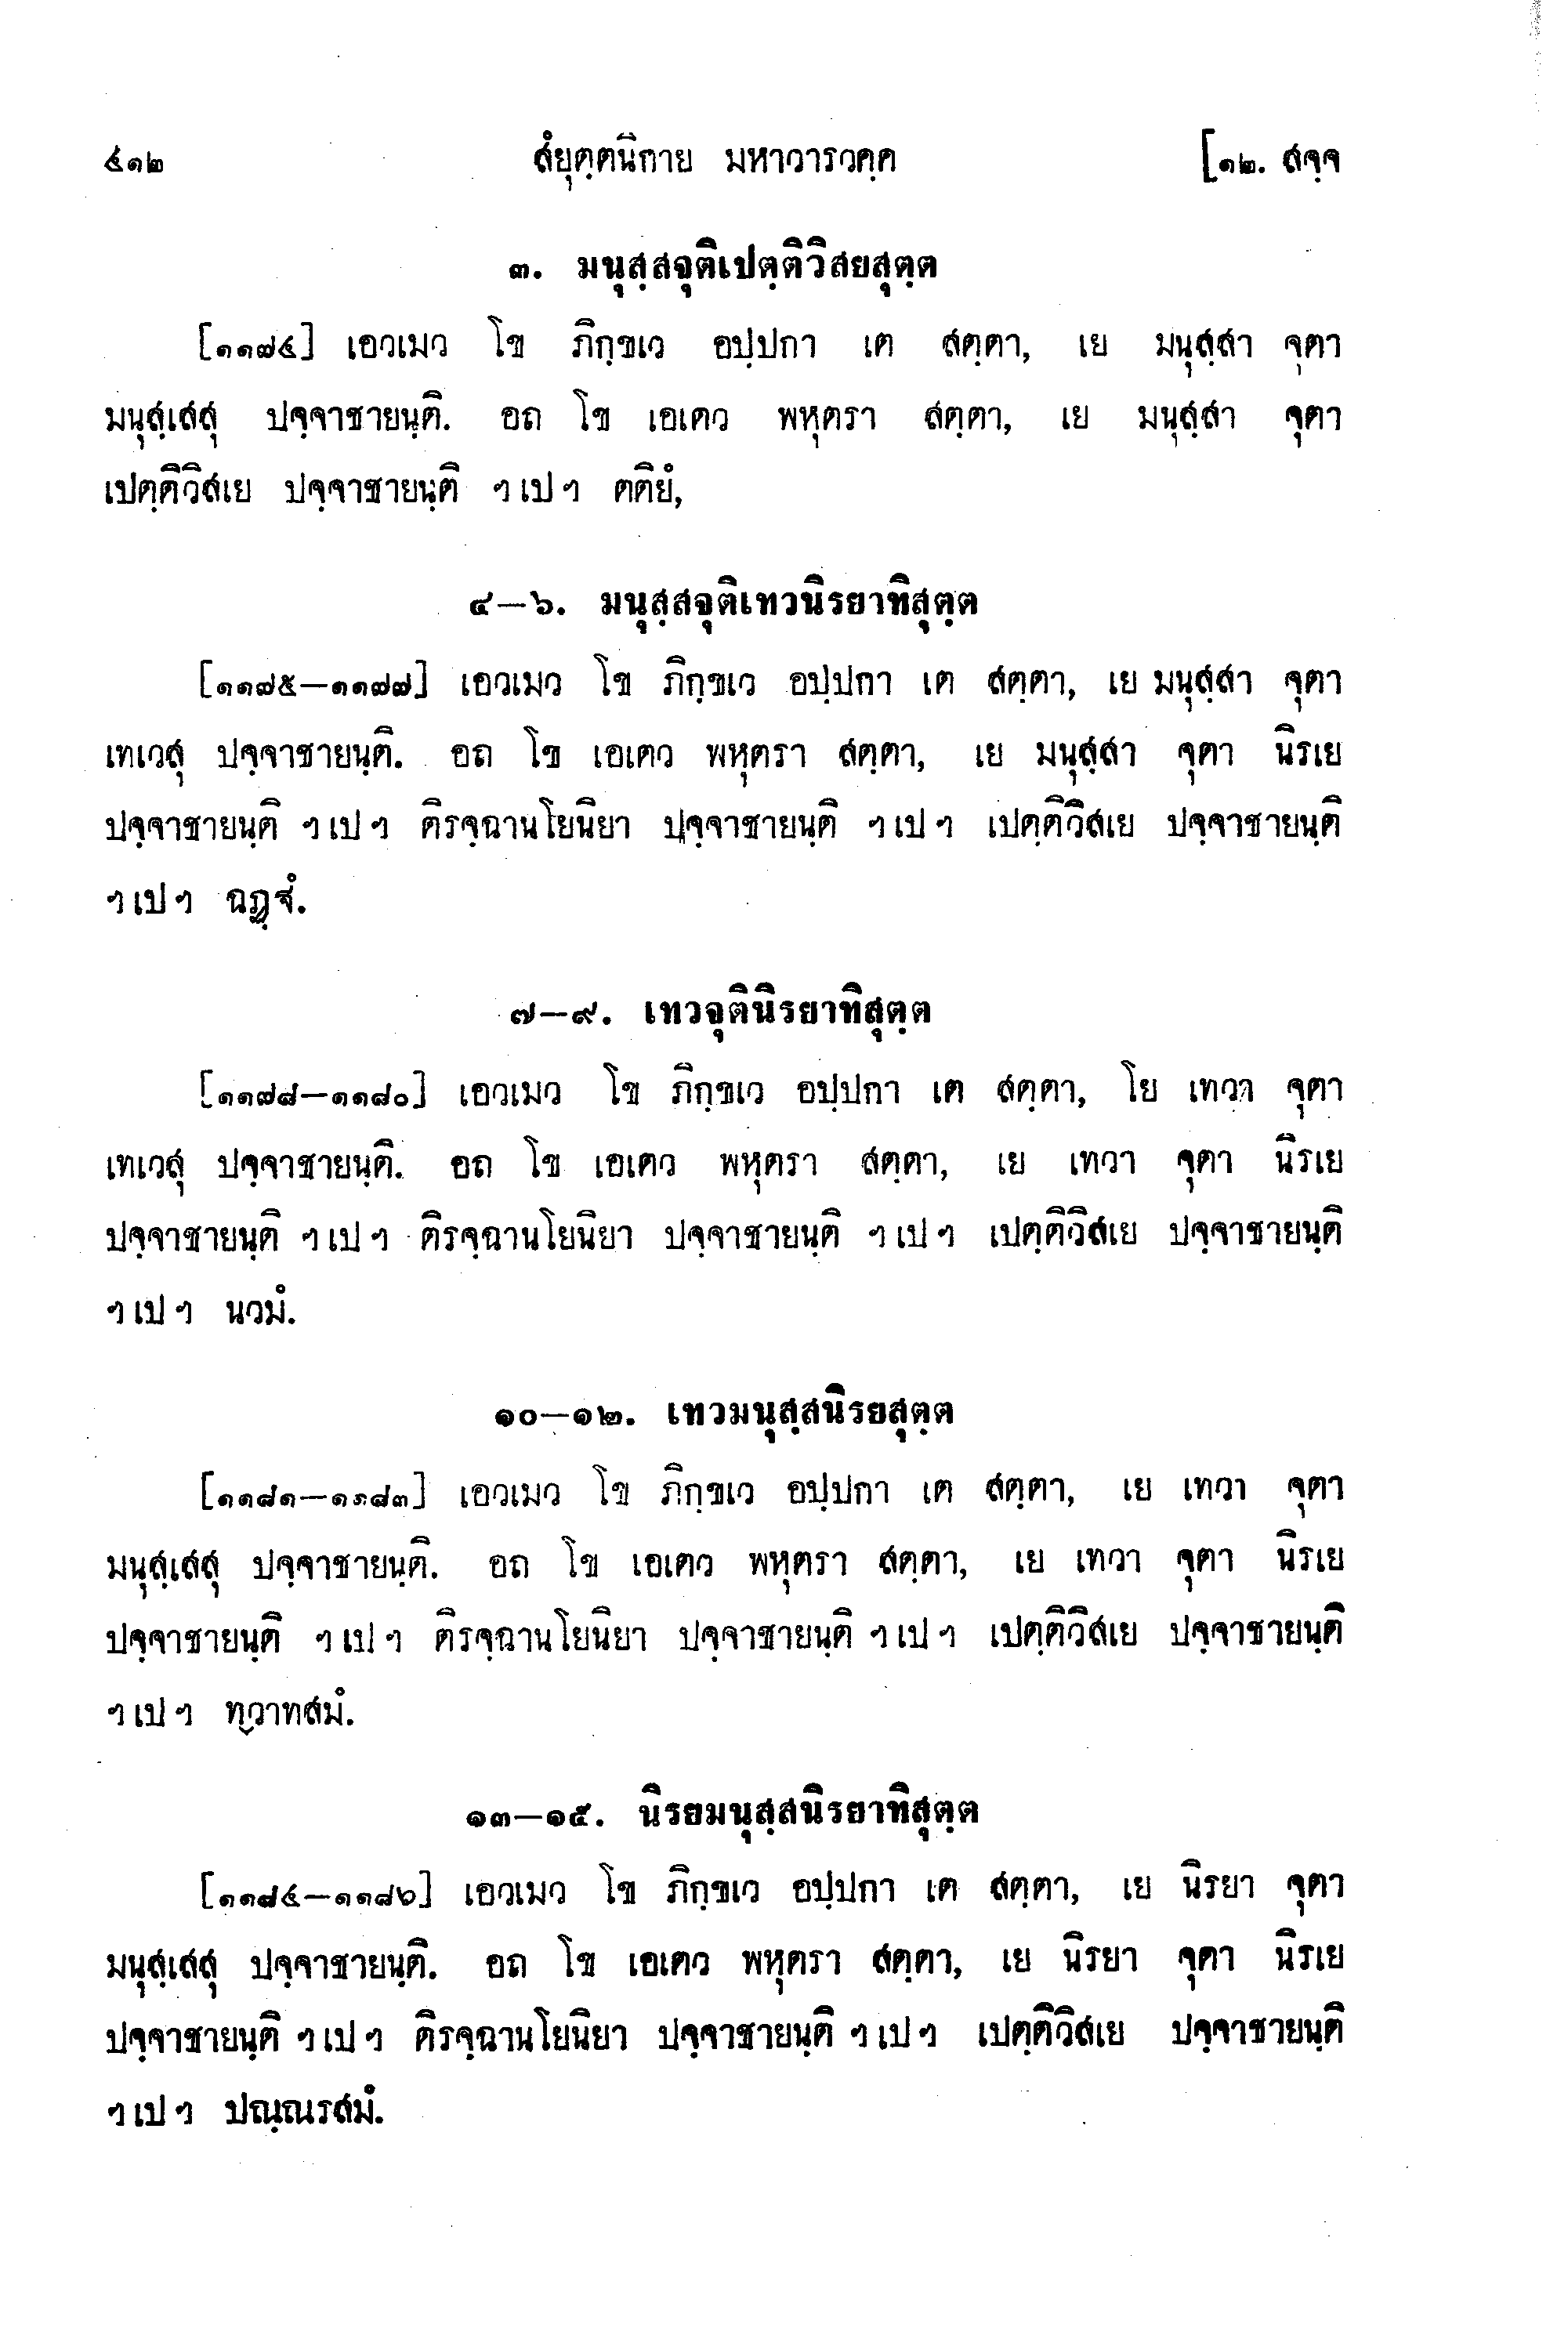 ๔๑๒ สํยุตฺตนิกาย มหาวารวคฺค [๑๒. สจฺจ
๓. มนุสฺสจุติเปตฺติวิสยสุตฺต
[๑๑๗๔] เอวเมว โข ภิกฺขเว อปฺปกา เต สตฺตา, เย มนุสฺสา จุตา
มนุสฺเสสุ ปจฺจาชายนฺติ. อถ โข เอเตว พหุตรา สตฺตา, เย มนุสฺสา จุตา
เปตฺติวิสเย ปจฺจาชายนฺติ ฯ เป ฯ ตติยํ,
๔—๖. มนุสฺสจุติเทวนิรยาทิสุตฺต
[๑๑๗๕—๑๑๗๗] เอวเมว โข ภิกฺขเว อปฺปกา เต สตฺตา, เย มนุสฺสา จุตา
เทเวสุ ปจฺจาชายนฺติ. อถ โข เอเตว พหุตรา สตฺตา, เย มนุสฺสา จุตา นิรเย
ปจฺจาชายนฺติ ฯ เป ฯ ติรจฺฉานโยนิยา ปจฺจาชายนฺติ ฯ เป ฯ เปตฺติวิสเย ปจฺจาชายนฺติ
ฯ เป ฯ ฉฏฺฐํ.
๗—๙. เทวจุตินิรยาทิสุตฺต
[๑๑๗๘—๑๑๘๐] เอวเมว โข ภิกฺขเว อปฺปกา เต สตฺตา, โย เทวา จุตา
เทเวสุ ปจฺจาชายนฺติ. อถ โข เอเตว พหุตรา สตฺตา, เย เทวา จุตา นิรเย
ปจฺจาชายนฺติ ฯ เป ฯ ติรจฺฉานโยนิยา ปจฺจาชายนฺติ ฯ เป ฯ เปตฺติวิสเย ปจฺจาชายนฺติ
ฯ เป ฯ นวมํ.
๑๐—๑๒. เทวมนุสฺสนิรยสุตฺต
[๑๑๘๑—๑๑๘๓] เอวเมว โข ภิกฺขเว อปฺปกา เต สตฺตา, เย เทวา จุตา
มนุสฺเสสุ ปจฺจาชายนฺติ. อถ โข เอเตว พหุตรา สตฺตา, เย เทวา จุตา นิรเย
ปจฺจาชายนฺติ ฯ เป ฯ ติรจฺฉานโยนิยา ปจฺจาชายนฺติ ฯ เป ฯ เปตฺติวิสเย ปจฺจาชายนฺติ
ฯ เป ฯ ทฺวาทสมํ.
๑๓—๑๕. นิรยมนุสฺสนิรยาทิสุตฺต
[๑๑๘๔—๑๑๘๖] เอวเมว โข ภิกฺขเว อปฺปกา เต สตฺตา, เย นิรยา จุตา
มนุสฺเสสุ ปจฺจาชายนฺติ. อถ โข เอเตว พหุตรา สตฺตา, เย นิรยา จุตา นิรเย
ปจฺจาชายนฺติ ฯ เป ฯ ติรจฺฉานโยนิยา ปจฺจาชายนฺติ ฯ เป ฯ เปตฺติวิสเย ปจฺจาชายนฺติ
ฯ เป ฯ ปณฺณรสมํ.